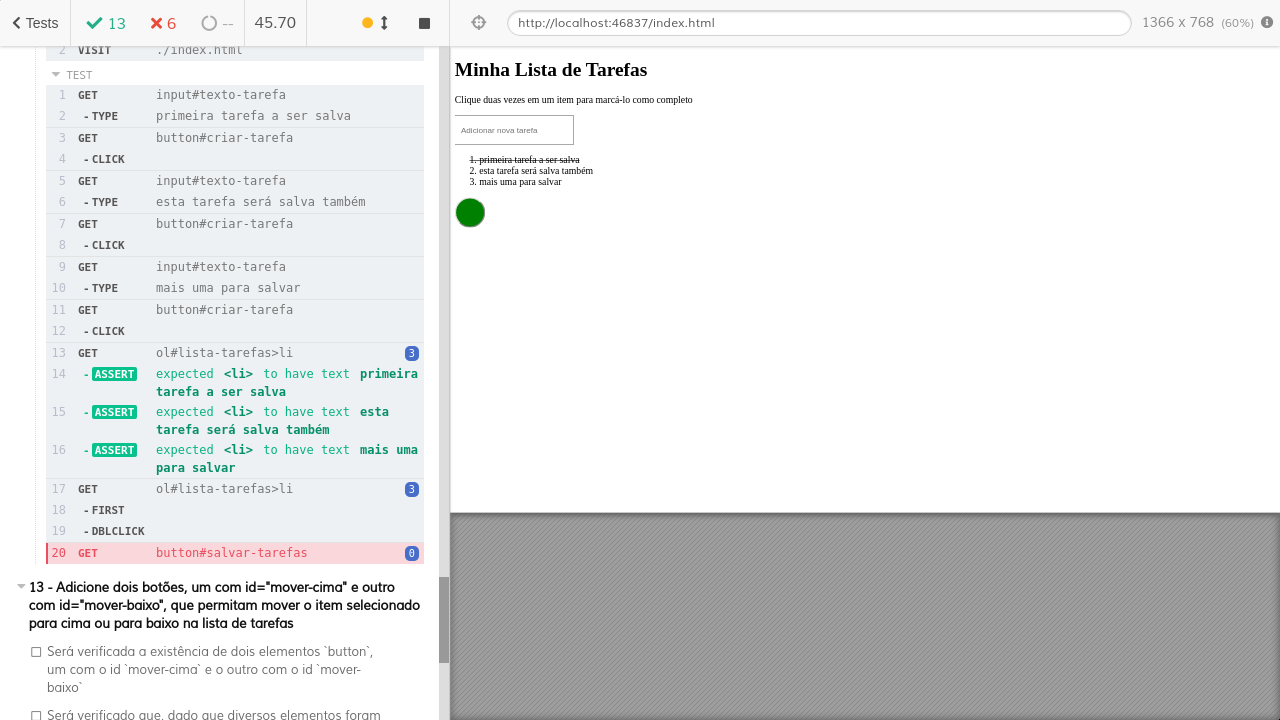 Tests
13
6
--
45.70
http://localhost:46837/index.html
1366 x 768 (60%)
2 VISIT ./index.html
TEST
1 GET input#texto-tarefa
2 -TYPE primeira tarefa a ser salva
3 GET button#criar-tarefa
4 -CLICK
5 GET input#texto-tarefa
6 -TYPE esta tarefa será salva também
7 GET button#criar-tarefa
8 -CLICK
9 GET input#texto-tarefa
10 -TYPE mais uma para salvar
11 GET button#criar-tarefa
12 -CLICK
13 GET ol#lista-tarefas>li 3
14 -ASSERT expected <li> to have text primeira
tarefa a ser salva
15 -ASSERT expected <li> to have text esta
tarefa será salva também
16 -ASSERT expected <li> to have text mais uma
para salvar
17 GET ol#lista-tarefas>li 3
18 -FIRST
19 -DBLCLICK
20 GET button#salvar-tarefas 0
13 - Adicione dois botões, um com id="mover-cima" e outro
com id="mover-baixo", que permitam mover o item selecionado
para cima ou para baixo na lista de tarefas
Será verificada a existência de dois elementos `button`,
um com o id `mover-cima` e o outro com o id `mover-
baixo`
Será verificado que, dado que diversos elementos foram
Minha Lista de Tarefas
Clique duas vezes em um item para marcá-lo como completo
Adicionar nova tarefa
1. primeira tarefa a ser salva
2. esta tarefa será salva também
3. mais uma para salvar